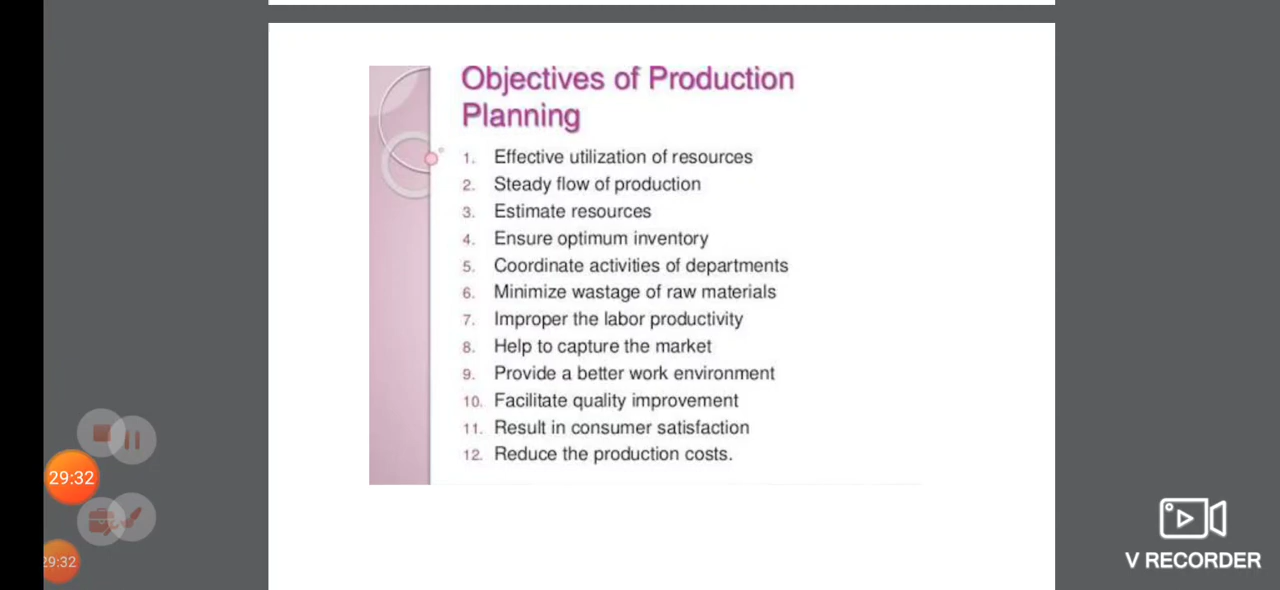 Objectives of Production
Planning
1. Effective utilization of resources
2. Steady flow of production
3. Estimate resources
4. Ensure optimum inventory
5. Coordinate activities of departments
6. Minimize wastage of raw materials
7. Improper the labor productivity
8. Help to capture the market
9. Provide a better work environment
10. Facilitate quality improvement
11. Result in consumer satisfaction
12. Reduce the production costs.
29:32
29:32
V RECORDER